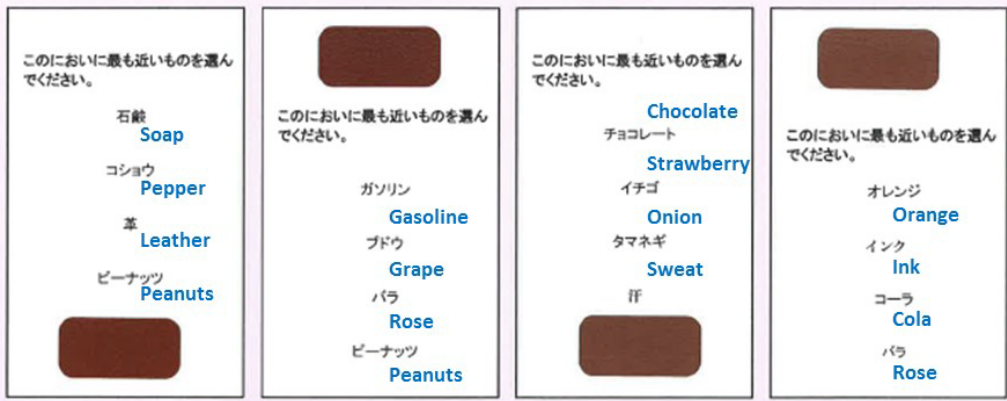 このにおいに最も近いものを選ん
でください。
石鹸
Soap
コショウ
Pepper
革
Leather
ピーナッツ
Peanuts
このにおいに最も近いものを選ん
でください。
ガソリン
Gasoline
ブドウ
Grape
バラ
Rose
ピーナッツ
Peanuts
このにおいに最も近いものを選ん
でください。
Chocolate
チョコレート
Strawberry
イチゴ
Onion
タマネギ
Sweat
汗
このにおいに最も近いものを選ん
でください。
オレンジ
Orange
インク
Ink
コーラ
Cola
バラ
Rose